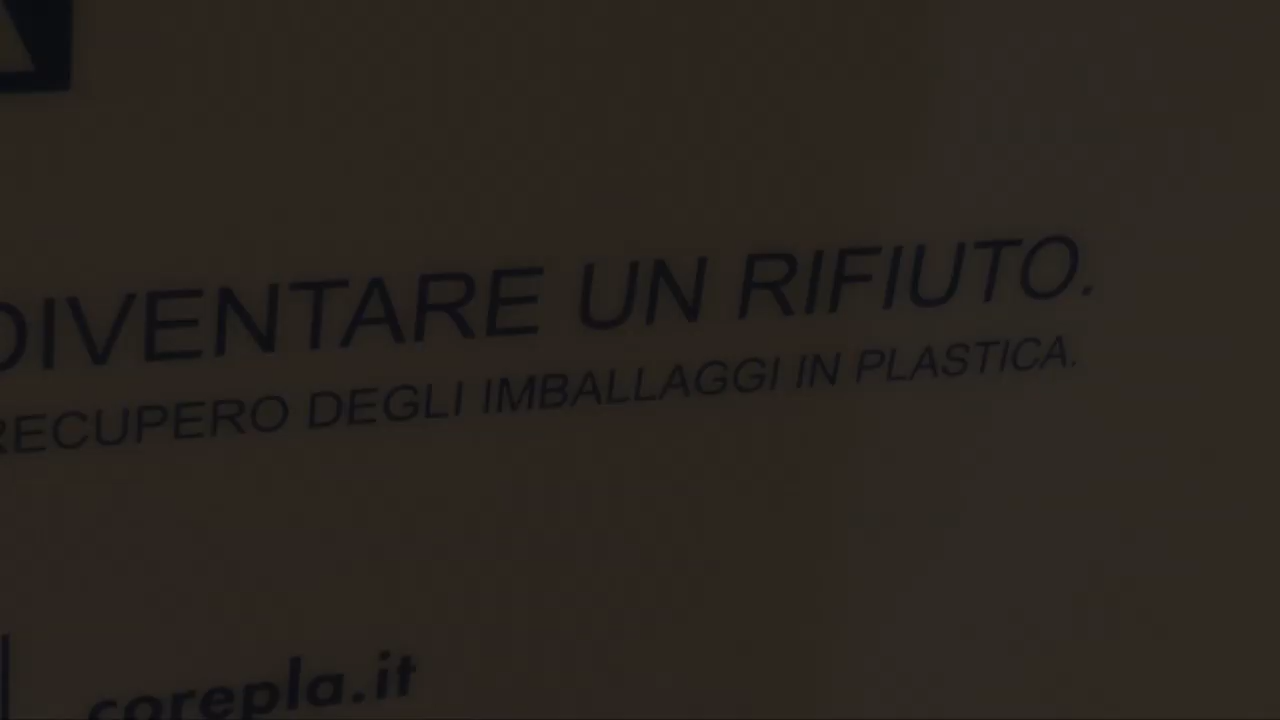 DIVENTARE UN RIFIUTO.
RECUPERO DEGLI IMBALLAGGI IN PLASTICA.
corepla.it